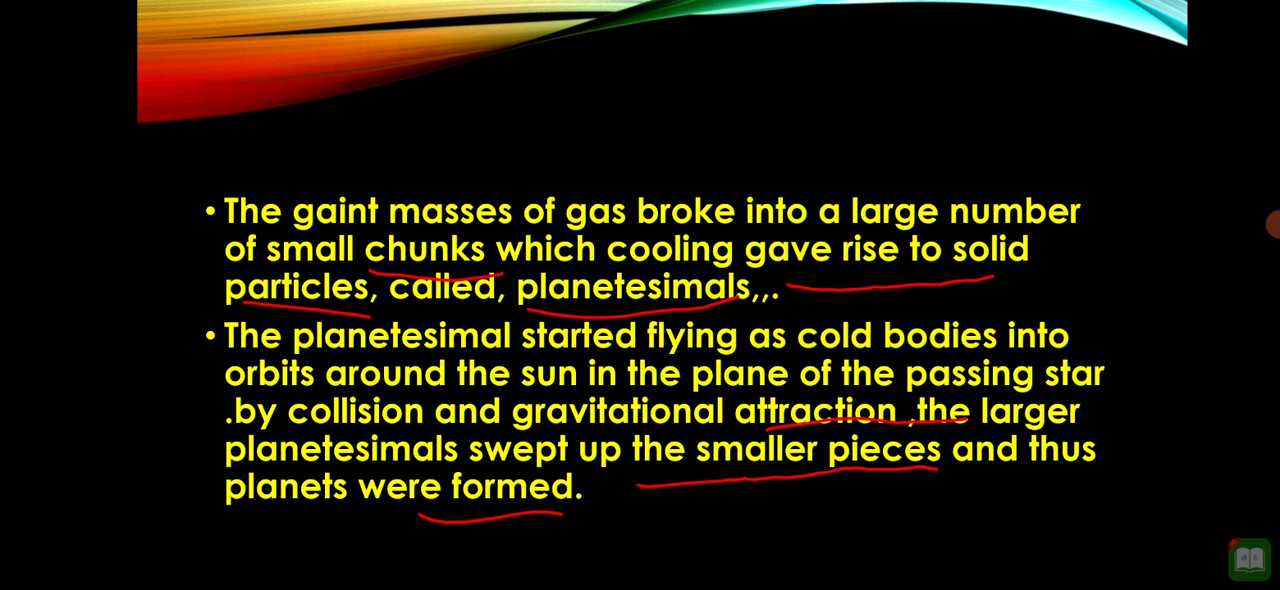 • The gaint masses of gas broke into a large number
of small chunks which cooling gave rise to solid
particles, called, planetesimals,,.
• The planetesimal started flying as cold bodies into
orbits around the sun in the plane of the passing star
.by collision and gravitational attraction ,the larger
planetesimals swept up the smaller pieces and thus
planets were formed.